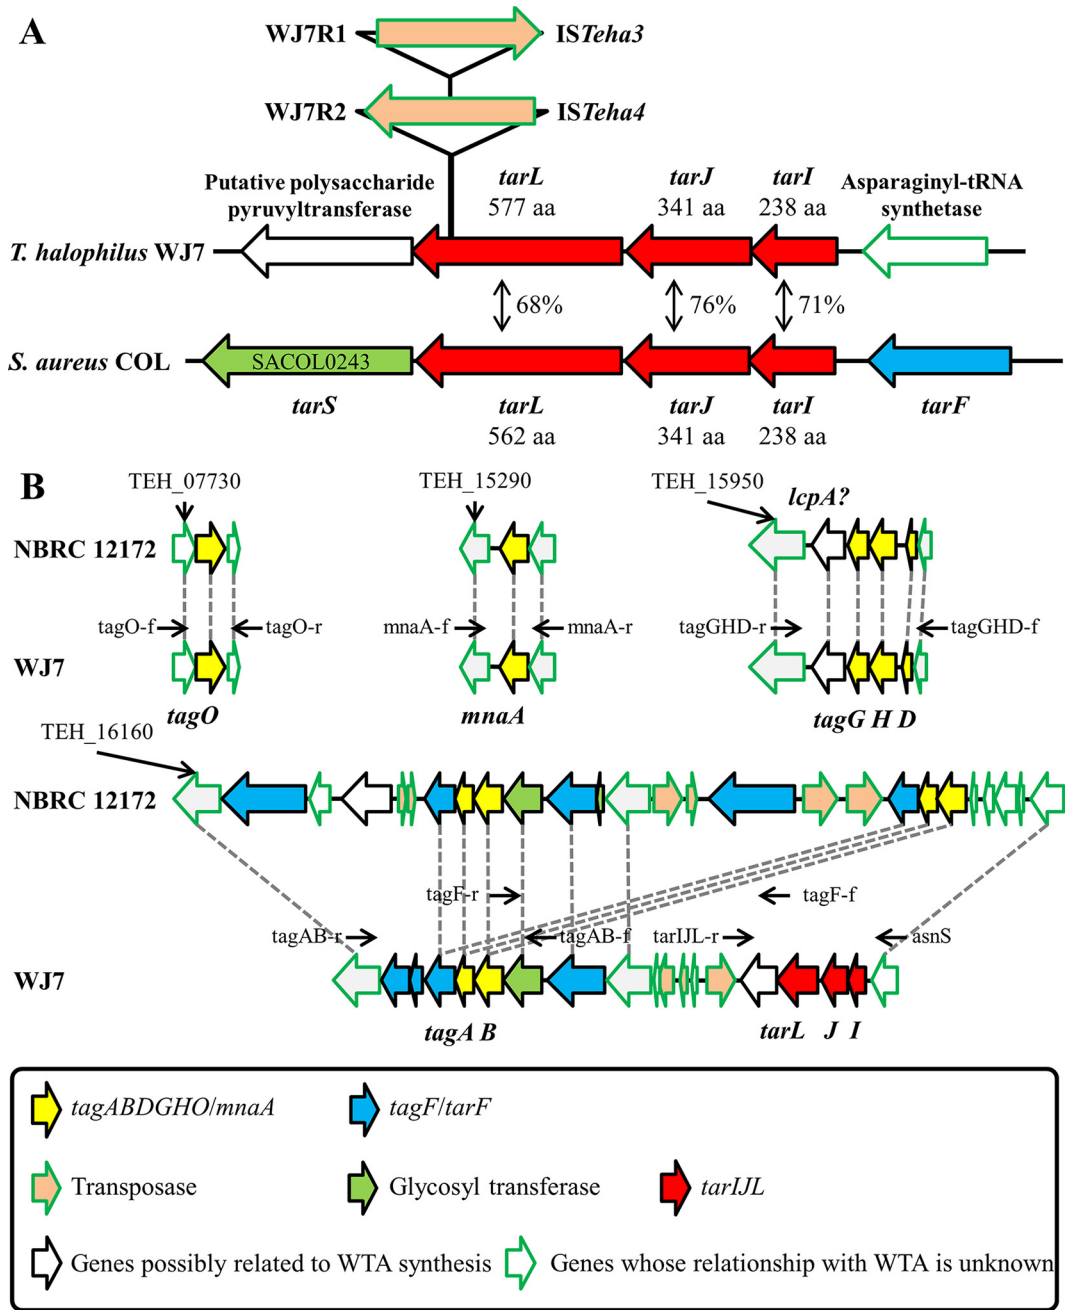 A
WJ7R1 ISTeha3
WJ7R2 ISTeha4
Putative polysaccharide
pyruvyltransferase
tarL tarJ tarI
577 aa 341 aa 238 aa
Asparaginyl-tRNA
synthetase
T. halophilus WJ7
68% 76% 71%
S. aureus COL SACOL0243
tarS tarL tarJ tarI tarF
562 aa 341 aa 238 aa
B
TEH_07730 TEH_15290 TEH_15950
lcpA?
NBRC 12172
tagO-f tagO-r mnaA-f mnaA-r tagGHD-r tagGHD-f
WJ7
tagO mnaA tagG H D
TEH_16160
NBRC 12172
tagF-r tagF-f
tagAB-r tagAB-f tarIJL-r asnS
WJ7
tagA B tarL J I
tagABDGHO/mnaA tagF/tarF
Transposase Glycosyl transferase tarIJL
Genes possibly related to WTA synthesis Genes whose relationship with WTA is unknown